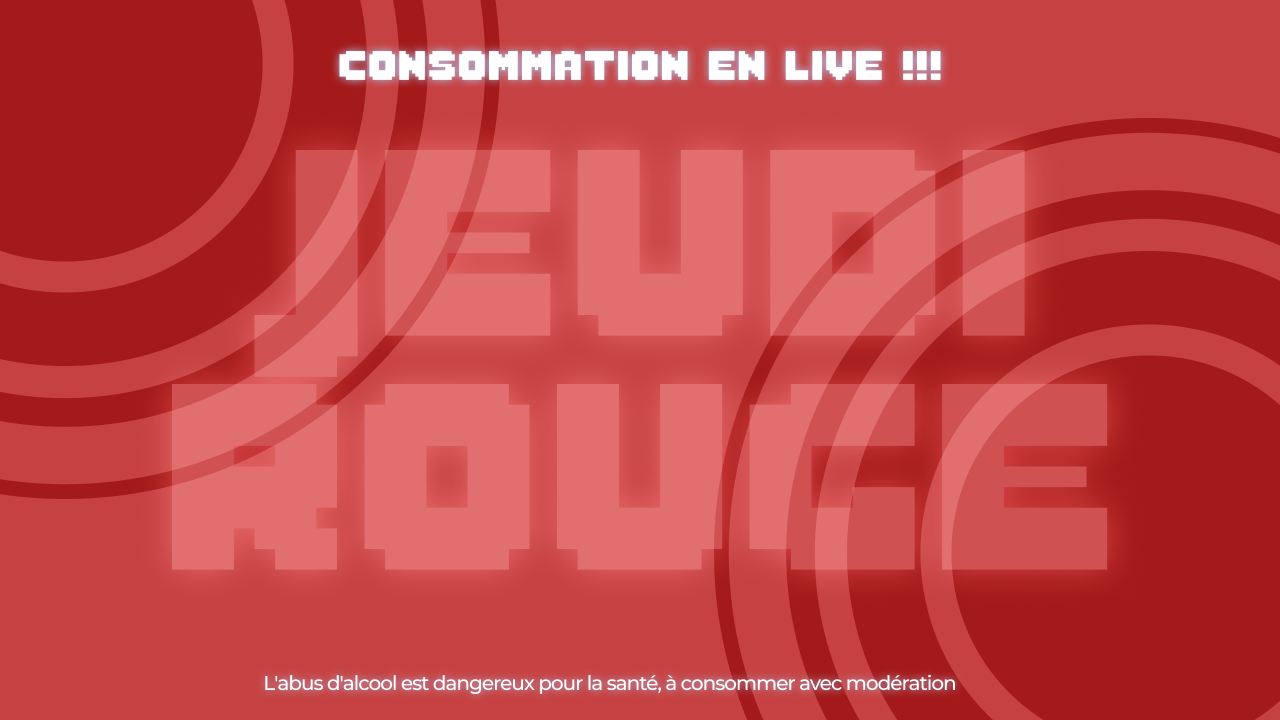 CONSOMMATION EN LIVE !!!
JEUDI
ROUGE
L'abus d'alcool est dangereux pour la santé, à consommer avec modération